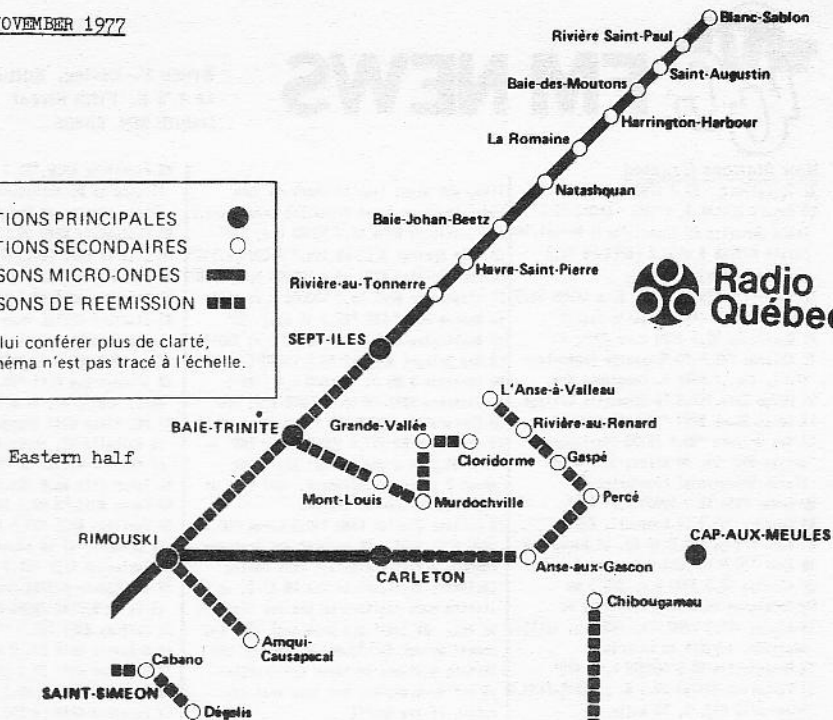 OVEMBER 1977
Blanc-Sablon
Rivière Saint-Paul
Saint-Augustin
Baie-des-Moutons
Harrington-Harbour
La Romaine
Natashquan
TIONS PRINCIPALES
TIONS SECONDAIRES
SONS MICRO-ONDES
SONS DE REEMISSION
lui conférer plus de clarté,
éma n'est pas tracé à l'échelle.
Baie-Johan-Beetz
Havre-Saint-Pierre
Rivière-au-Tonnerre
Radio
Québe
SEPT-ILES
L'Anse-à-Valleau
BAIE-TRINITE
Grande-Vallée
Rivière-au-Renard
Eastern half
Cloridorme
Gaspé
Mont-Louis
Murdochville
Percé
RIMOUSKI
CAP-AUX-MEULES
CARLETON
Anse-aux-Gascon
Chibougamau
Amqui-
Causapacal
Cabano
SAINT-SIMEON
Dégelis